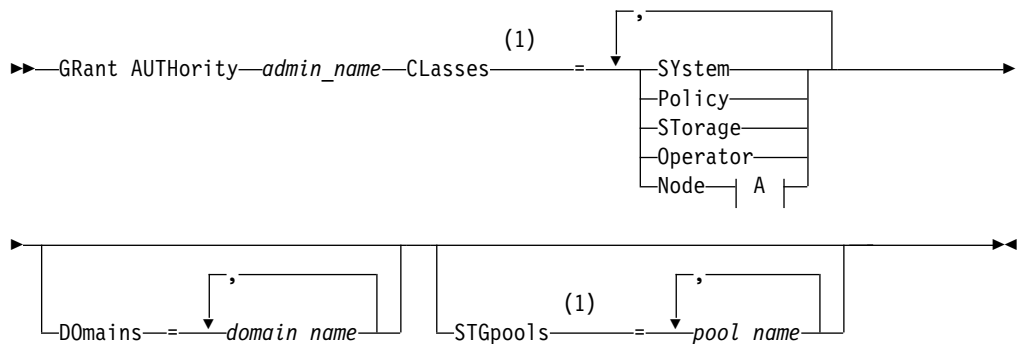 (1) ,
GRant AUTHority admin_name CLasses = SYstem
Policy
STorage
Operator
Node A
, (1) ,
DOmains = domain name STGpools = pool name